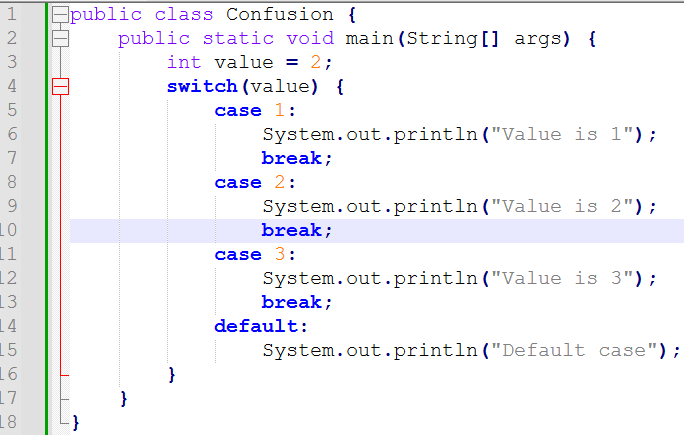 1 public class Confusion {
2 public static void main(String[] args) {
3 int value = 2;
4 switch(value) {
5 case 1:
6 System.out.println("Value is 1");
7 break;
8 case 2:
9 System.out.println("Value is 2");
10 break;
11 case 3:
12 System.out.println("Value is 3");
13 break;
14 default:
15 System.out.println("Default case");
16 }
17 }
18 }